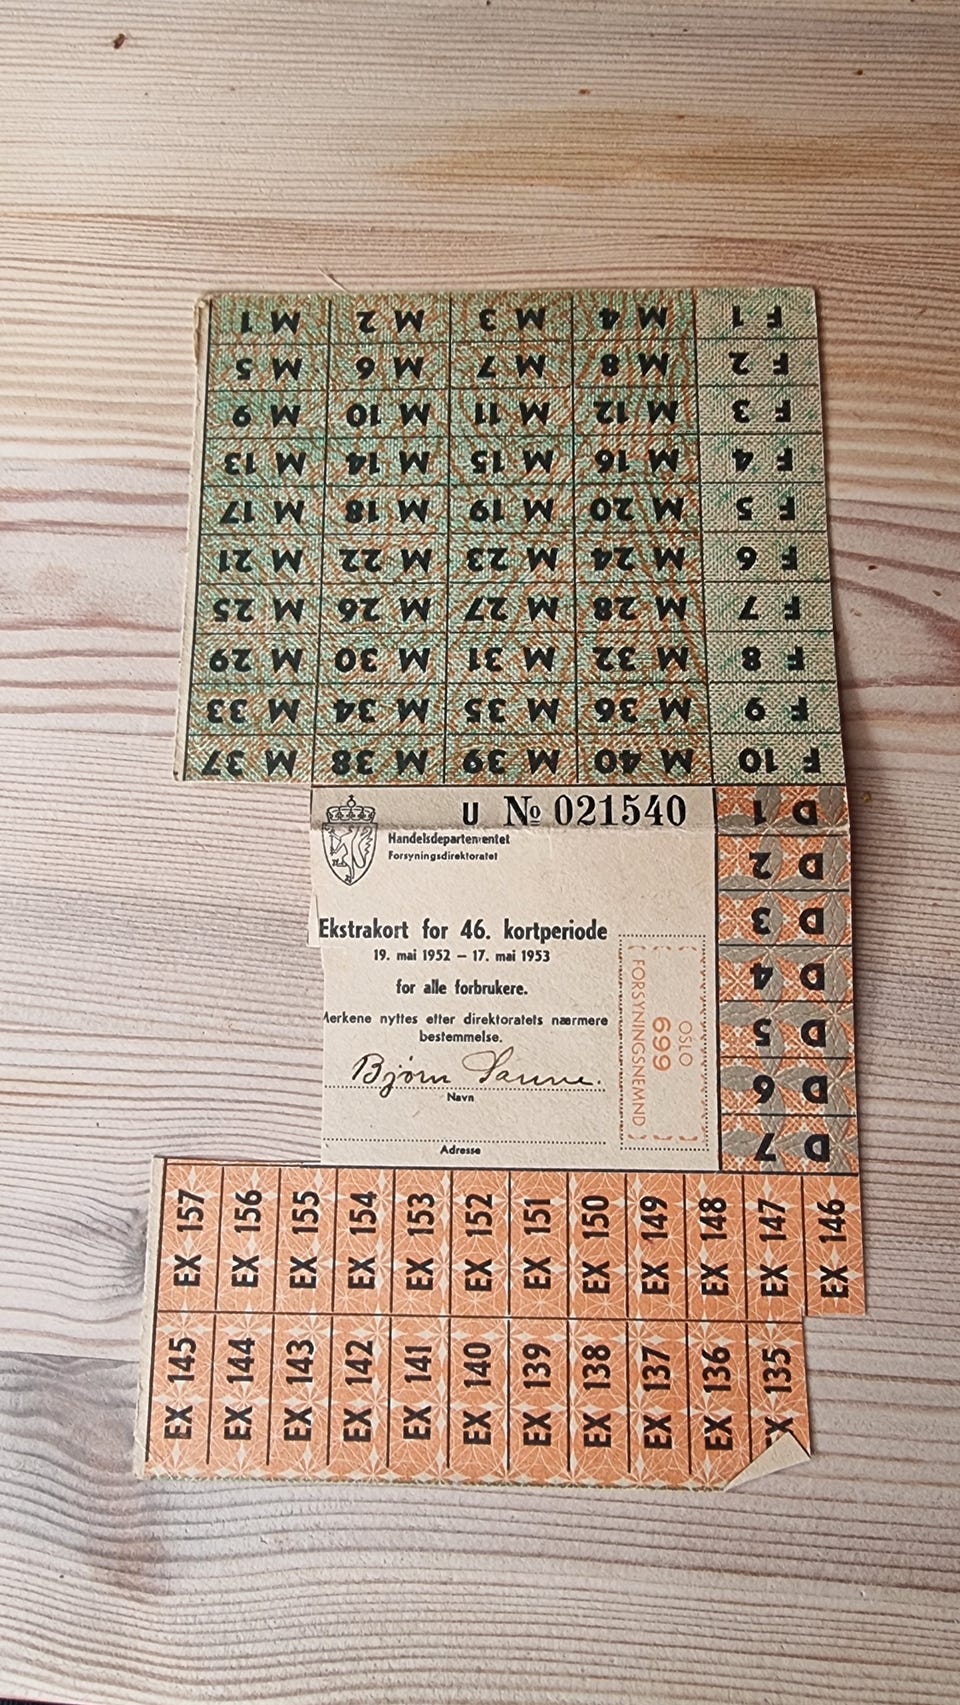 M 1 M 2 M 3 M 4 F 1
M 5 M 6 M 7 M 8 F 2
M 9 M 10 M 11 M 12 F 3
M 13 M 14 M 15 M 16 F 4
M 17 M 18 M 19 M 20 F 5
M 21 M 22 M 23 M 24 F 6
M 25 M 26 M 27 M 28 F 7
M 29 M 30 M 31 M 32 F 8
M 33 M 34 M 35 M 36 F 9
M 37 M 38 M 39 M 40 F 10
U № 021540
Handelsdepartementet
Forsyningsdirektoratet
Ekstrakort for 46. kortperiode
19. mai 1952 – 17. mai 1953
for alle forbrukere.
Merkene nyttes etter direktoratets nærmere
bestemmelse.
Bjørn Sanne.
Navn
Adresse
OSLO
699
FORSYNINGSNEMND
D 1
D 2
D 3
D 4
D 5
D 6
D 7
EX 157 EX 156 EX 155 EX 154 EX 153 EX 152 EX 151 EX 150 EX 149 EX 148 EX 147 EX 146
EX 145 EX 144 EX 143 EX 142 EX 141 EX 140 EX 139 EX 138 EX 137 EX 136 EX 135